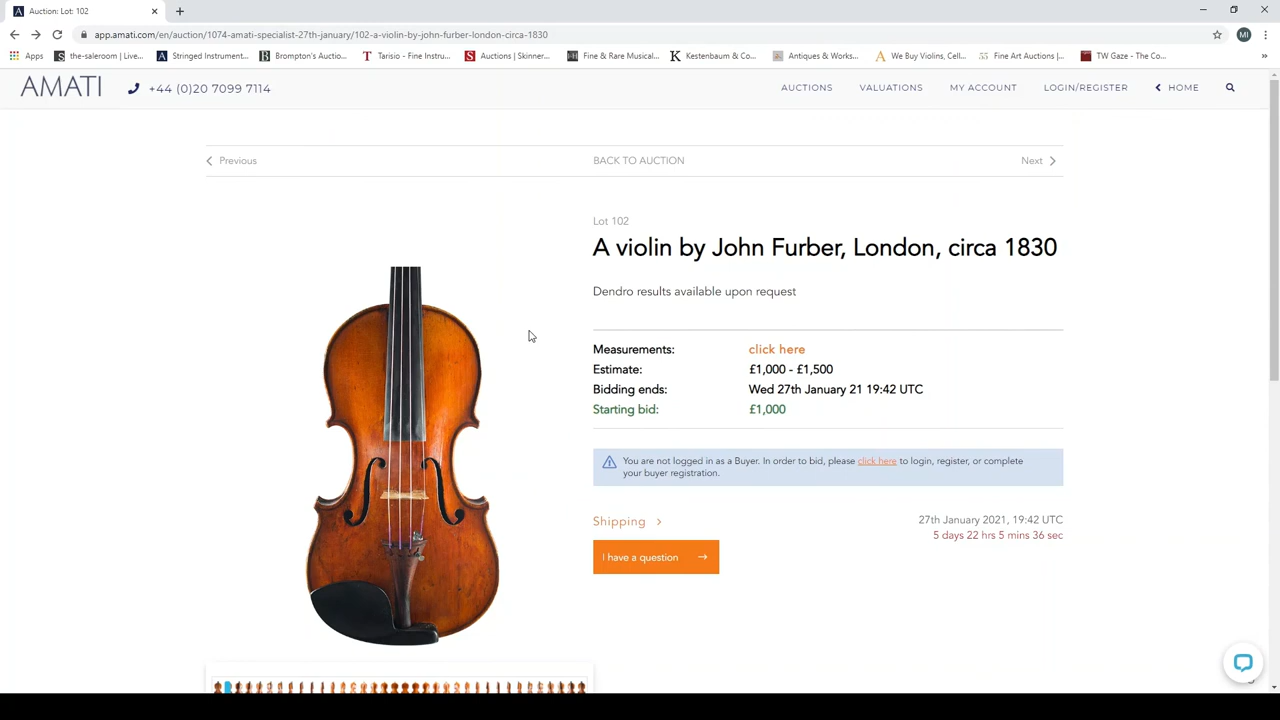 Auction: Lot: 102
app.amati.com/en/auction/1074-amati-specialist-27th-january/102-a-violin-by-john-furber-london-circa-1830
MI
Apps
the-saleroom | Live...
Stringed Instrument...
Brompton's Auction...
Tarisio - Fine Instru...
Auctions | Skinner...
Fine & Rare Musical...
Kestenbaum & Co...
Antiques & Works...
We Buy Violins, Cell...
Fine Art Auctions |...
TW Gaze - The Co...
AMATI
+44 (0)20 7099 7114
AUCTIONS
VALUATIONS
MY ACCOUNT
LOGIN/REGISTER
HOME
Previous
BACK TO AUCTION
Next
Lot 102
A violin by John Furber, London, circa 1830
Dendro results available upon request
Measurements: click here
Estimate: £1,000 - £1,500
Bidding ends: Wed 27th January 21 19:42 UTC
Starting bid: £1,000
You are not logged in as a Buyer. In order to bid, please click here to login, register, or complete
your buyer registration.
Shipping
27th January 2021, 19:42 UTC
5 days 22 hrs 5 mins 36 sec
I have a question